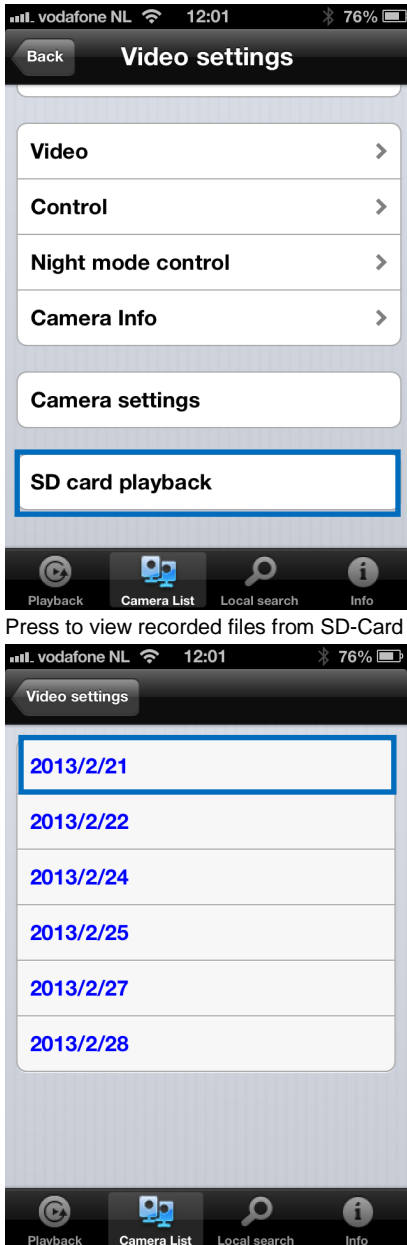 vodafone NL 12:01 76%
Back Video settings
Video
Control
Night mode control
Camera Info
Camera settings
SD card playback
Playback Camera List Local search Info
Press to view recorded files from SD-Card
vodafone NL 12:01 76%
Video settings
2013/2/21
2013/2/22
2013/2/24
2013/2/25
2013/2/27
2013/2/28
Playback Camera List Local search Info